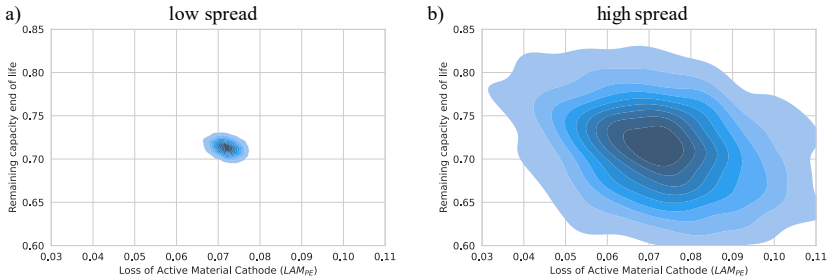 a) low spread
0.85
0.80
0.75
0.70
0.65
0.60
Remaining capacity end of life
0.03 0.04 0.05 0.06 0.07 0.08 0.09 0.10 0.11
Loss of Active Material Cathode (LAM_PE)
b) high spread
0.85
0.80
0.75
0.70
0.65
0.60
Remaining capacity end of life
0.03 0.04 0.05 0.06 0.07 0.08 0.09 0.10 0.11
Loss of Active Material Cathode (LAM_PE)